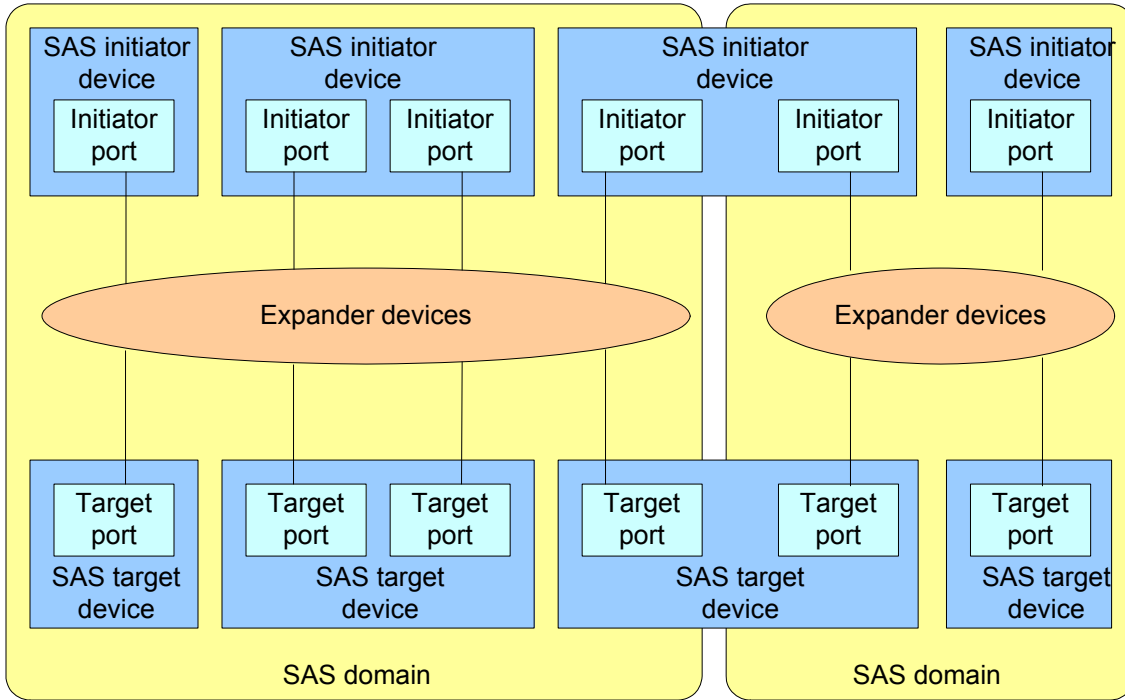 SAS initiator
device
Initiator
port
SAS initiator
device
Initiator
port
Initiator
port
SAS initiator
device
Initiator
port
Initiator
port
SAS initiator
device
Initiator
port
Expander devices
Expander devices
Target
port
SAS target
device
Target
port
Target
port
SAS target
device
Target
port
Target
port
SAS target
device
Target
port
SAS target
device
SAS domain
SAS domain